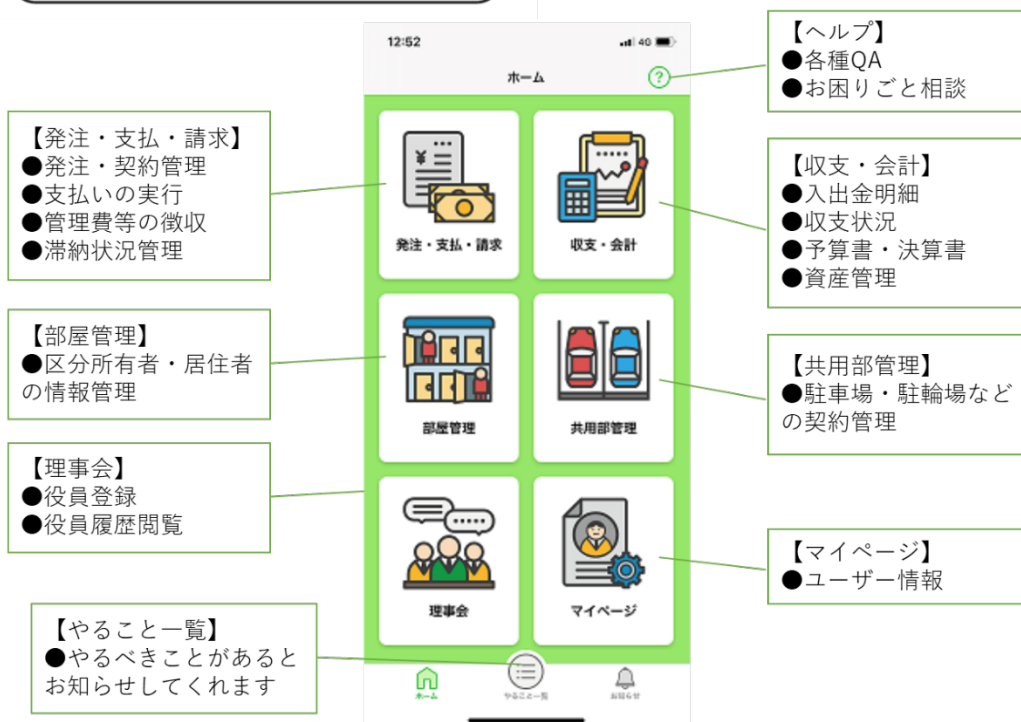 【ヘルプ】
●各種QA
●お困りごと相談
12:52
4G
ホーム
?
【発注・支払・請求】
●発注・契約管理
●支払いの実行
●管理費等の徴収
●滞納状況管理
¥
発注・支払・請求
収支・会計
【収支・会計】
●入出金明細
●収支状況
●予算書・決算書
●資産管理
【部屋管理】
●区分所有者・居住者
の情報管理
部屋管理
共用部管理
【共用部管理】
●駐車場・駐輪場など
の契約管理
【理事会】
●役員登録
●役員履歴閲覧
理事会
マイページ
【マイページ】
●ユーザー情報
【やること一覧】
●やるべきことがあると
お知らせしてくれます
ホーム
やること一覧
お知らせ